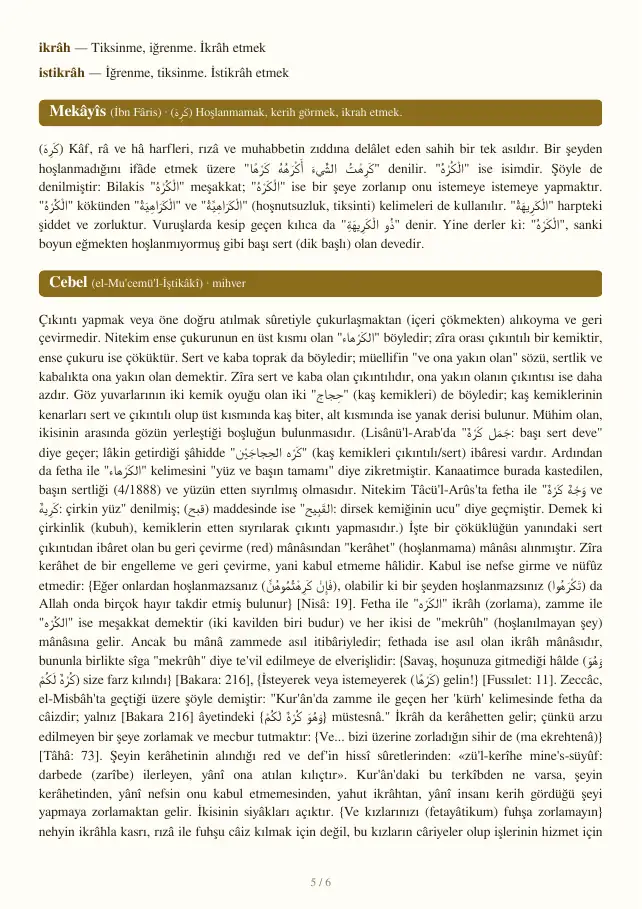 ikrâh — Tiksinme, iğrenme. İkrâh etmek
istikrâh — İğrenme, tiksinme. İstikrâh etmek
Mekâyîs (İbn Fâris) · (كَرِهَ) Hoşlanmamak, kerih görmek, ikrah etmek.
(كَرِهَ) Kâf, râ ve hâ harfleri, rızâ ve muhabbetin zıddına delâlet eden sahih bir tek asıldır. Bir şeyden
hoşlanmadığını ifâde etmek üzere "كَرِهْتُ الشَّيْءَ أَكْرَهُهُ كَرْهًا" denilir. "الْكُرْهُ" ise isimdir. Şöyle de
denilmiştir: Bilakis "الْكُرْهُ" meşakkat; "الْكَرْهُ" ise bir şeye zorlanıp onu istemeye istemeye yapmaktır.
"الْكُرْهُ" kökünden "الْكَرَاهِيَةُ" ve "الْكَرَاهِيَّةُ" (hoşnutsuzluk, tiksinti) kelimeleri de kullanılır. "الْكَرِيهَةُ" harpteki
şiddet ve zorluktur. Vuruşlarda kesip geçen kılıca da "ذُو الْكَرِيهَةِ" denir. Yine derler ki: "الْكَرْهُ", sanki
boyun eğmekten hoşlanmıyormuş gibi başı sert (dik başlı) olan devedir.
Cebel (el-Mu'cemü'l-İştikâkî) · mihver
Çıkıntı yapmak veya öne doğru atılmak sûretiyle çukurlaşmaktan (içeri çökmekten) alıkoyma ve geri
çevirmedir. Nitekim ense çukurunun en üst kısmı olan "الكَرْهاء" böyledir; zîra orası çıkıntılı bir kemiktir,
ense çukuru ise çöküktür. Sert ve kaba toprak da böyledir; müellifin "ve ona yakın olan" sözü, sertlik ve
kabalıkta ona yakın olan demektir. Zîra sert ve kaba olan çıkıntılıdır, ona yakın olanın çıkıntısı ise daha
azdır. Göz yuvarlarının iki kemik oyuğu olan iki "حِجاج" (kaş kemikleri) de böyledir; kaş kemiklerinin
kenarları sert ve çıkıntılı olup üst kısmında kaş biter, alt kısmında ise yanak derisi bulunur. Mühim olan,
ikisinin arasında gözün yerleştiği boşluğun bulunmasıdır. (Lisânü'l-Arab'da "جَمَل كَرْهٌ: başı sert deve"
diye geçer; lâkin getirdiği şâhidde "كَرْه الحِجاجَيْن" (kaş kemikleri çıkıntılı/sert) ibâresi vardır. Ardından
da fetha ile "الكَرْهاء" kelimesini "yüz ve başın tamamı" diye zikretmiştir. Kanaatimce burada kastedilen,
başın sertliği (4/1888) ve yüzün etten sıyrılmış olmasıdır. Nitekim Tâcü'l-Arûs'ta fetha ile "وَجْهٌ كَرْهٌ ve
كَرِيهٌ: çirkin yüz" denilmiş; (قبح) maddesinde ise "القَبِيح: dirsek kemiğinin ucu" diye geçmiştir. Demek ki
çirkinlik (kubuh), kemiklerin etten sıyrılarak çıkıntı yapmasıdır.) İşte bir çöküklüğün yanındaki sert
çıkıntıdan ibâret olan bu geri çevirme (red) mânâsından "kerâhet" (hoşlanmama) mânâsı alınmıştır. Zîra
kerâhet de bir engelleme ve geri çevirme, yani kabul etmeme hâlidir. Kabul ise nefse girme ve nüfûz
etmedir: {Eğer onlardan hoşlanmazsanız (فَإِن كَرِهْتُمُوهُنَّ), olabilir ki bir şeyden hoşlanmazsınız (تَكْرَهُوا) da
Allah onda birçok hayır takdir etmiş bulunur} [Nisâ: 19]. Fetha ile "الكَرْه" ikrâh (zorlama), zamme ile
"الكُرْه" ise meşakkat demektir (iki kavilden biri budur) ve her ikisi de "mekrûh" (hoşlanılmayan şey)
mânâsına gelir. Ancak bu mânâ zammede asıl itibâriyledir; fethada ise asıl olan ikrâh mânâsıdır,
bununla birlikte sîga "mekrûh" diye te'vil edilmeye de elverişlidir: {Savaş, hoşunuza gitmediği hâlde (وَهُوَ
كُرْهٌ لَكُمْ) size farz kılındı} [Bakara: 216], {İsteyerek veya istemeyerek (كَرْهًا) gelin!} [Fussılet: 11]. Zeccâc,
el-Misbâh'ta geçtiği üzere şöyle demiştir: "Kur'ân'da zamme ile geçen her 'kürh' kelimesinde fetha da
câizdir; yalnız [Bakara 216] âyetindeki {وَهُوَ كُرْهٌ لَكُمْ} müstesnâ." İkrâh da kerâhetten gelir; çünkü arzu
edilmeyen bir şeye zorlamak ve mecbur tutmaktır: {Ve... bizi üzerine zorladığın sihir de (ma ekrehtenâ)}
[Tâhâ: 73]. Şeyin kerâhetinin alındığı red ve def'in hissî sûretlerinden: «zü'l-kerîhe mine's-süyûf:
darbede (zarîbe) ilerleyen, yânî ona atılan kılıçtır». Kur'ân'daki bu terkîbden ne varsa, şeyin
kerâhetinden, yânî nefsin onu kabul etmemesinden, yahut ikrâhtan, yânî insanı kerih gördüğü şeyi
yapmaya zorlamaktan gelir. İkisinin siyâkları açıktır. {Ve kızlarınızı (fetayâtikum) fuhşa zorlamayın}
nehyin ikrâhla kasrı, rızâ ile fuhşu câiz kılmak için değil, bu kızların câriyeler olup işlerinin hizmet için
5 / 6